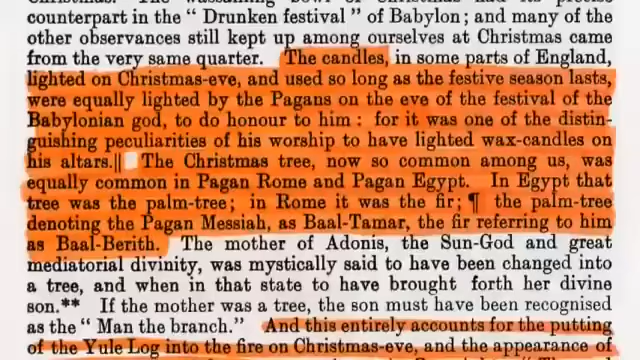 Christmas. The wassailing bowl of Christmas had its precise
counterpart in the “ Drunken festival ” of Babylon ; and many of the
other observances still kept up among ourselves at Christmas came
from the very same quarter. The candles, in some parts of England,
lighted on Christmas-eve, and used so long as the festive season lasts,
were equally lighted by the Pagans on the eve of the festival of the
Babylonian god, to do honour to him : for it was one of the distin-
guishing peculiarities of his worship to have lighted wax-candles on
his altars.|| The Christmas tree, now so common among us, was
equally common in Pagan Rome and Pagan Egypt. In Egypt that
tree was the palm-tree ; in Rome it was the fir; ¶ the palm-tree
denoting the Pagan Messiah, as Baal-Tamar, the fir referring to him
as Baal-Berith. The mother of Adonis, the Sun-God and great
mediatorial divinity, was mystically said to have been changed into
a tree, and when in that state to have brought forth her divine
son.** If the mother was a tree, the son must have been recognised
as the “ Man the branch.” And this entirely accounts for the putting
of the Yule Log into the fire on Christmas-eve, and the appearance of